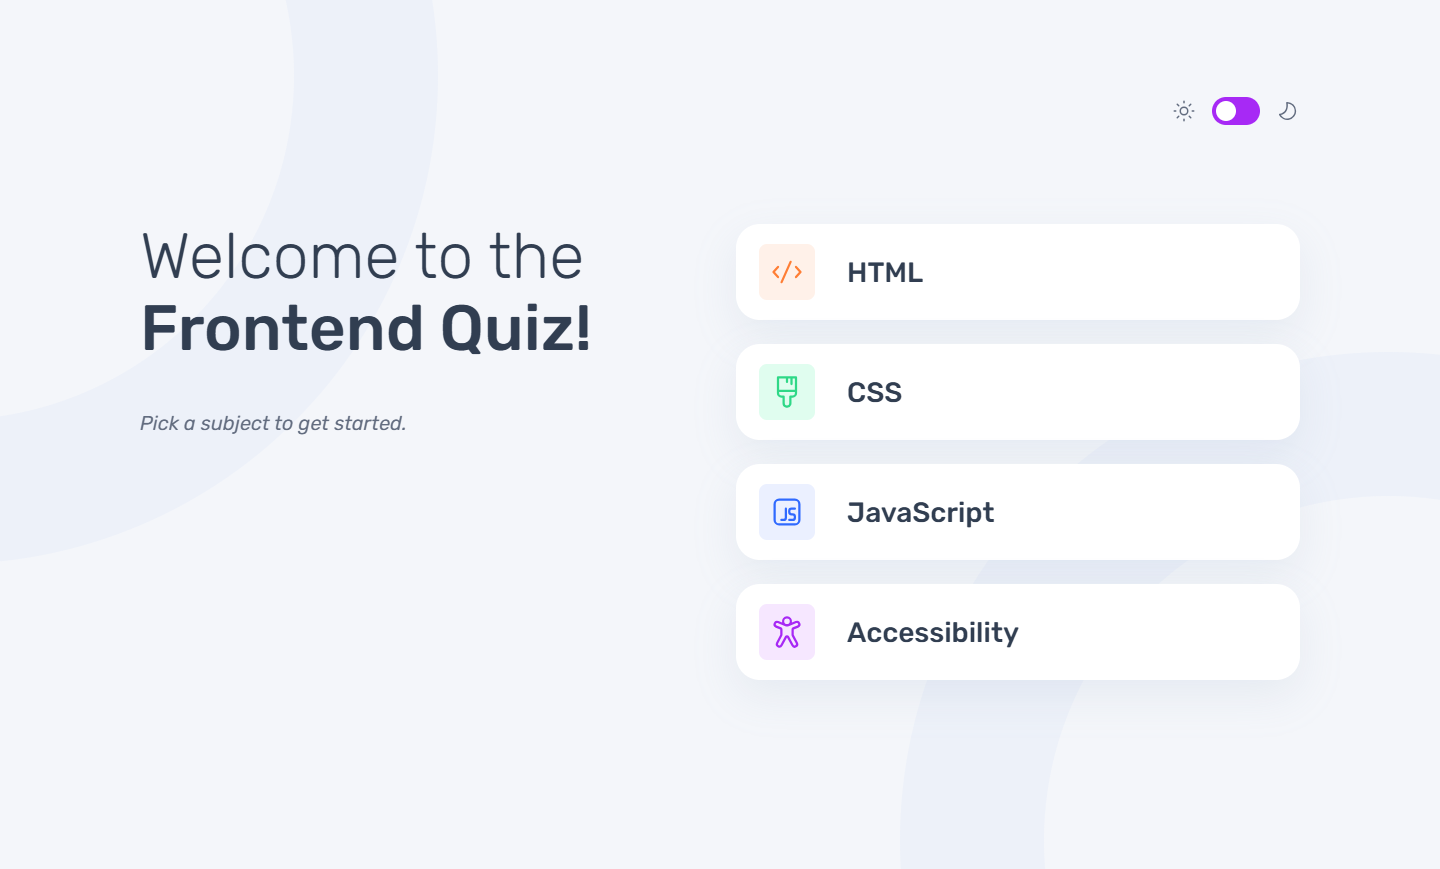 Welcome to the
Frontend Quiz!
Pick a subject to get started.
HTML
CSS
JS
JavaScript
Accessibility